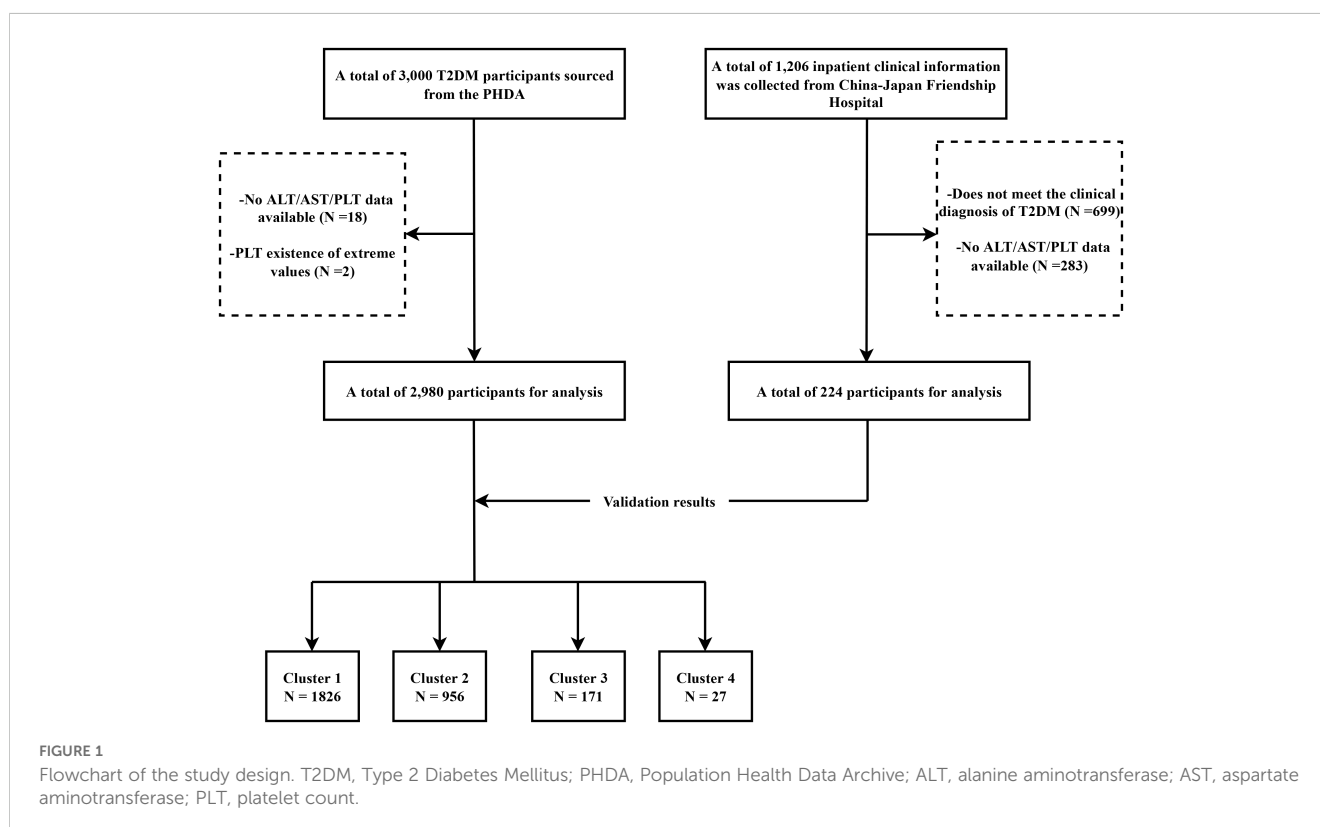 A total of 3,000 T2DM participants sourced
from the PHDA
A total of 1,206 inpatient clinical information
was collected from China-Japan Friendship
Hospital
-No ALT/AST/PLT data
available (N =18)
-PLT existence of extreme
values (N =2)
-Does not meet the clinical
diagnosis of T2DM (N =699)
-No ALT/AST/PLT data
available (N =283)
A total of 2,980 participants for analysis
A total of 224 participants for analysis
Validation results
Cluster 1
N = 1826
Cluster 2
N = 956
Cluster 3
N = 171
Cluster 4
N = 27
FIGURE 1
Flowchart of the study design. T2DM, Type 2 Diabetes Mellitus; PHDA, Population Health Data Archive; ALT, alanine aminotransferase; AST, aspartate
aminotransferase; PLT, platelet count.